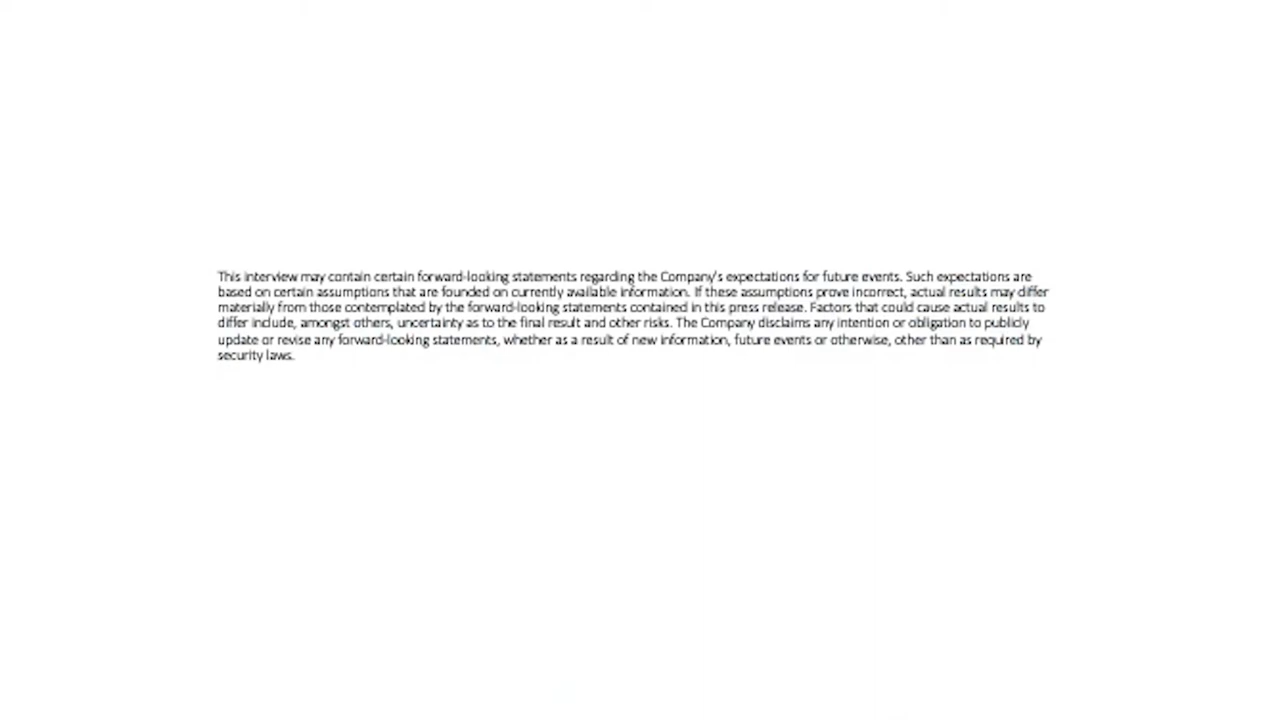 This interview may contain certain forward-looking statements regarding the Company's expectations for future events. Such expectations are
based on certain assumptions that are founded on currently available information. If these assumptions prove incorrect, actual results may differ
materially from those contemplated by the forward-looking statements contained in this press release. Factors that could cause actual results to
differ include, amongst others, uncertainty as to the final result and other risks. The Company disclaims any intention or obligation to publicly
update or revise any forward-looking statements, whether as a result of new information, future events or otherwise, other than as required by
security laws.